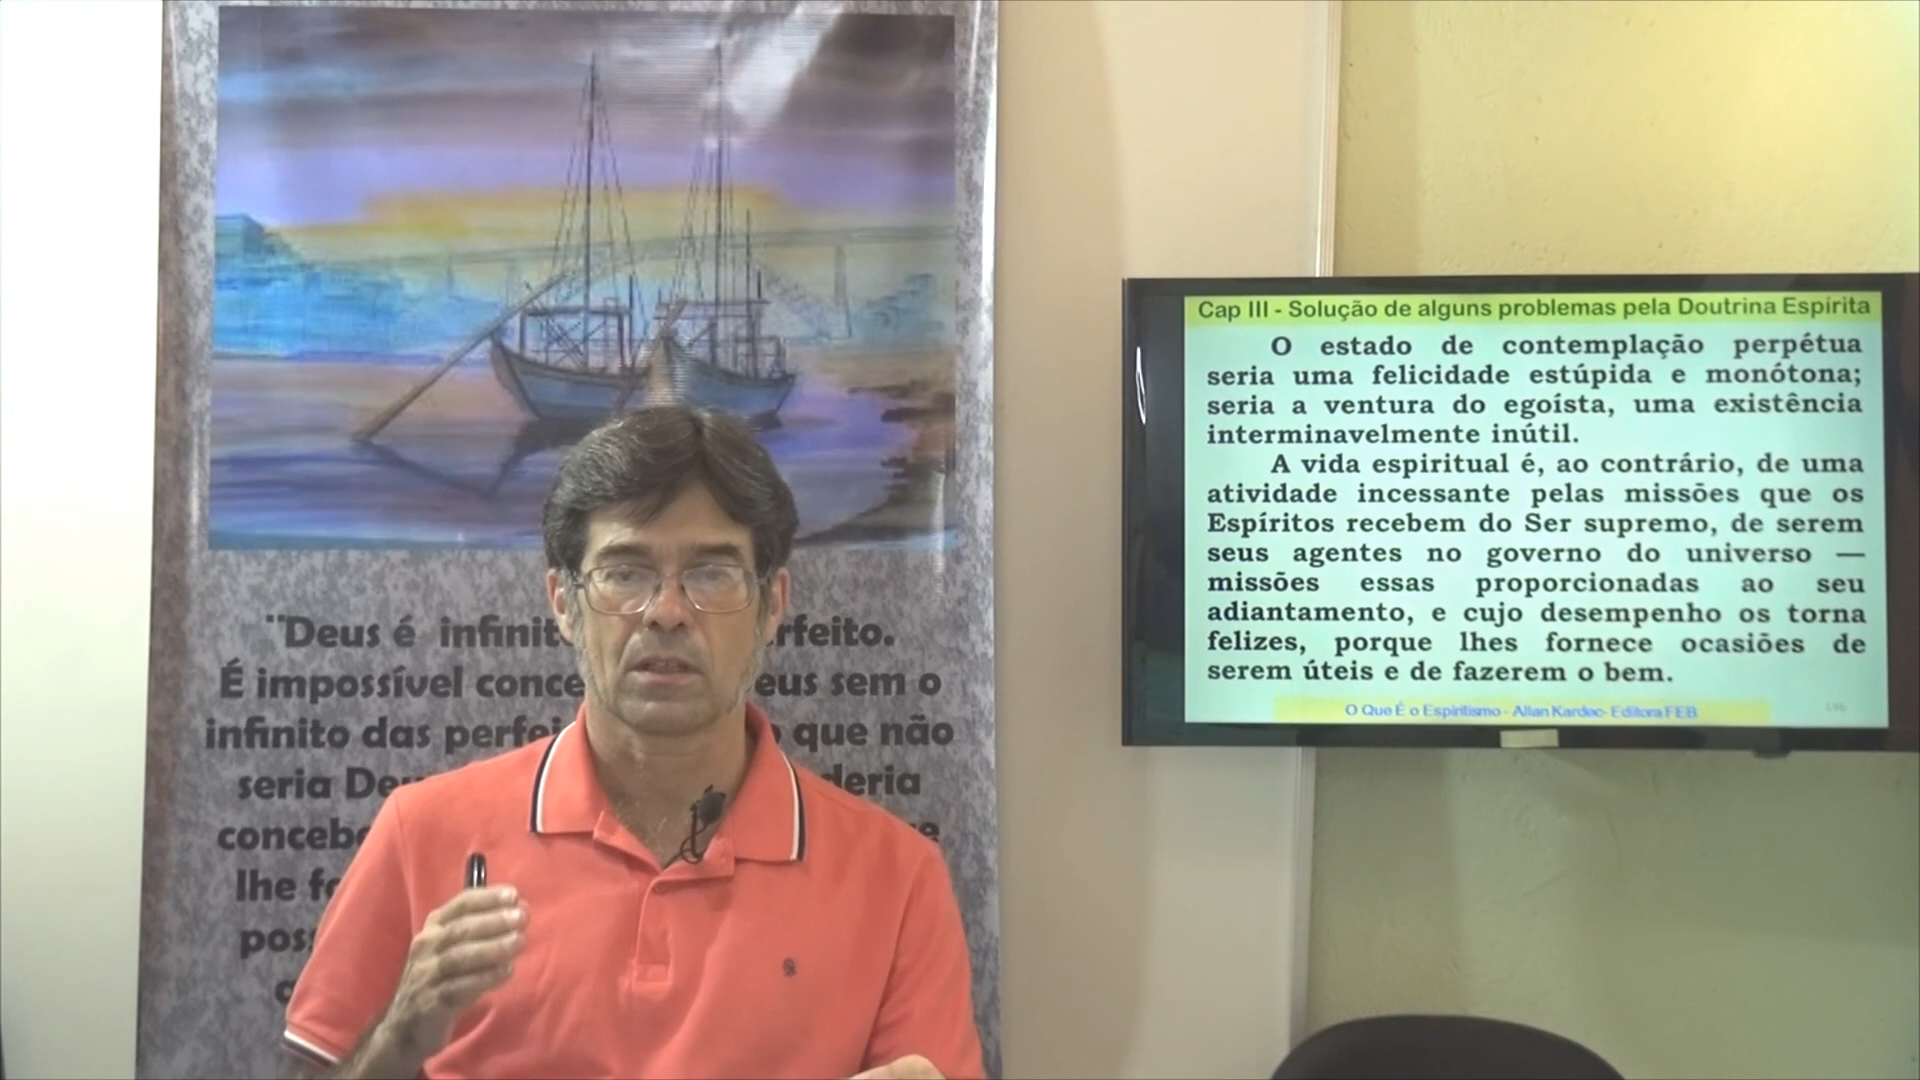 ¨Deus é infinit rfeito.
É impossível conce eus sem o
infinito das perfei que não
seria De deria
conceb e
lhe f
pos
Cap III - Solução de alguns problemas pela Doutrina Espírita
O estado de contemplação perpétua
seria uma felicidade estúpida e monótona;
seria a ventura do egoísta, uma existência
interminavelmente inútil.
A vida espiritual é, ao contrário, de uma
atividade incessante pelas missões que os
Espíritos recebem do Ser supremo, de serem
seus agentes no governo do universo —
missões essas proporcionadas ao seu
adiantamento, e cujo desempenho os torna
felizes, porque lhes fornece ocasiões de
serem úteis e de fazerem o bem.
O Que É o Espiritismo - Allan Kardec- Editora FEB